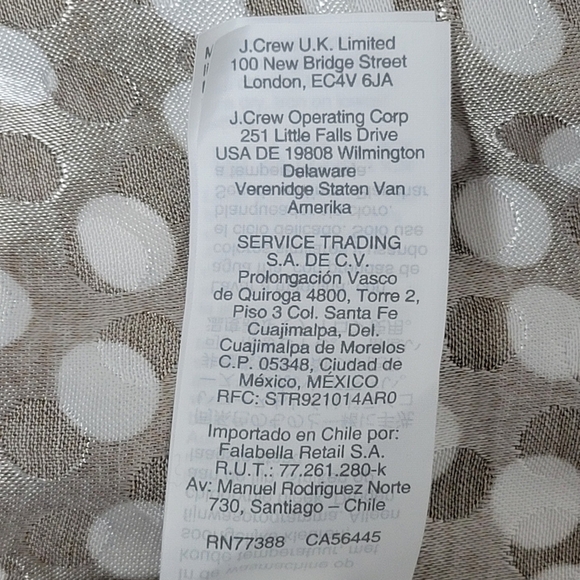 J.Crew U.K. Limited
100 New Bridge Street
London, EC4V 6JA
J.Crew Operating Corp
251 Little Falls Drive
USA DE 19808 Wilmington
Delaware
Verenidge Staten Van
Amerika
SERVICE TRADING
S.A. DE C.V.
Prolongación Vasco
de Quiroga 4800, Torre 2,
Piso 3 Col. Santa Fe
Cuajimalpa, Del.
Cuajimalpa de Morelos
C.P. 05348, Ciudad de
México, MÉXICO
RFC: STR921014AR0
Importado en Chile por:
Falabella Retail S.A.
R.U.T.: 77.261.280-k
Av: Manuel Rodriguez Norte
730, Santiago – Chile
RN77388 CA56445